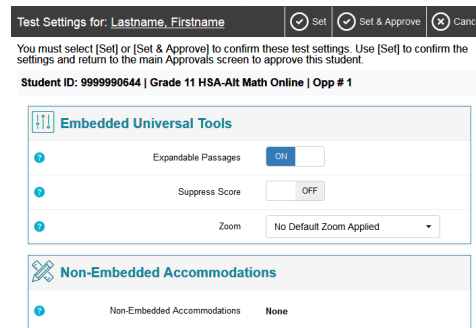 Test Settings for: Lastname, Firstname Set Set & Approve
You must select [Set] or [Set & Approve] to confirm these test settings. Use [Set] to confirm the
settings and return to the main Approvals screen to approve this student.
Student ID: 9999990644 | Grade 11 HSA-Alt Math Online | Opp # 1
Embedded Universal Tools
? Expandable Passages ON
? Suppress Score OFF
? Zoom No Default Zoom Applied
Non-Embedded Accommodations
? Non-Embedded Accommodations None